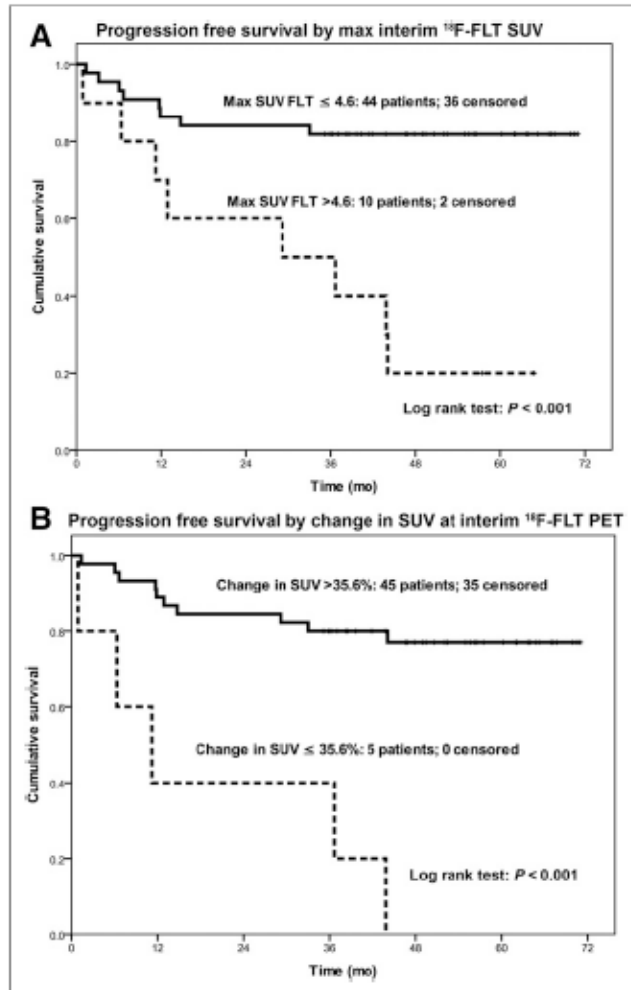 A Progression free survival by max interim ¹⁸F-FLT SUV
1.0
Max SUV FLT ≤ 4.6: 44 patients; 36 censored
0.8
Max SUV FLT >4.6: 10 patients; 2 censored
0.6
Cumulative survival
0.4
0.2
Log rank test: P < 0.001
0.0
0 12 24 36 48 60 72
Time (mo)
B Progression free survival by change in SUV at interim ¹⁸F-FLT PET
1.0
Change in SUV >35.6%: 45 patients; 35 censored
0.8
0.6
Cumulative survival
Change in SUV ≤ 35.6%: 5 patients; 0 censored
0.4
0.2
Log rank test: P < 0.001
0.0
0 12 24 36 48 60 72
Time (mo)